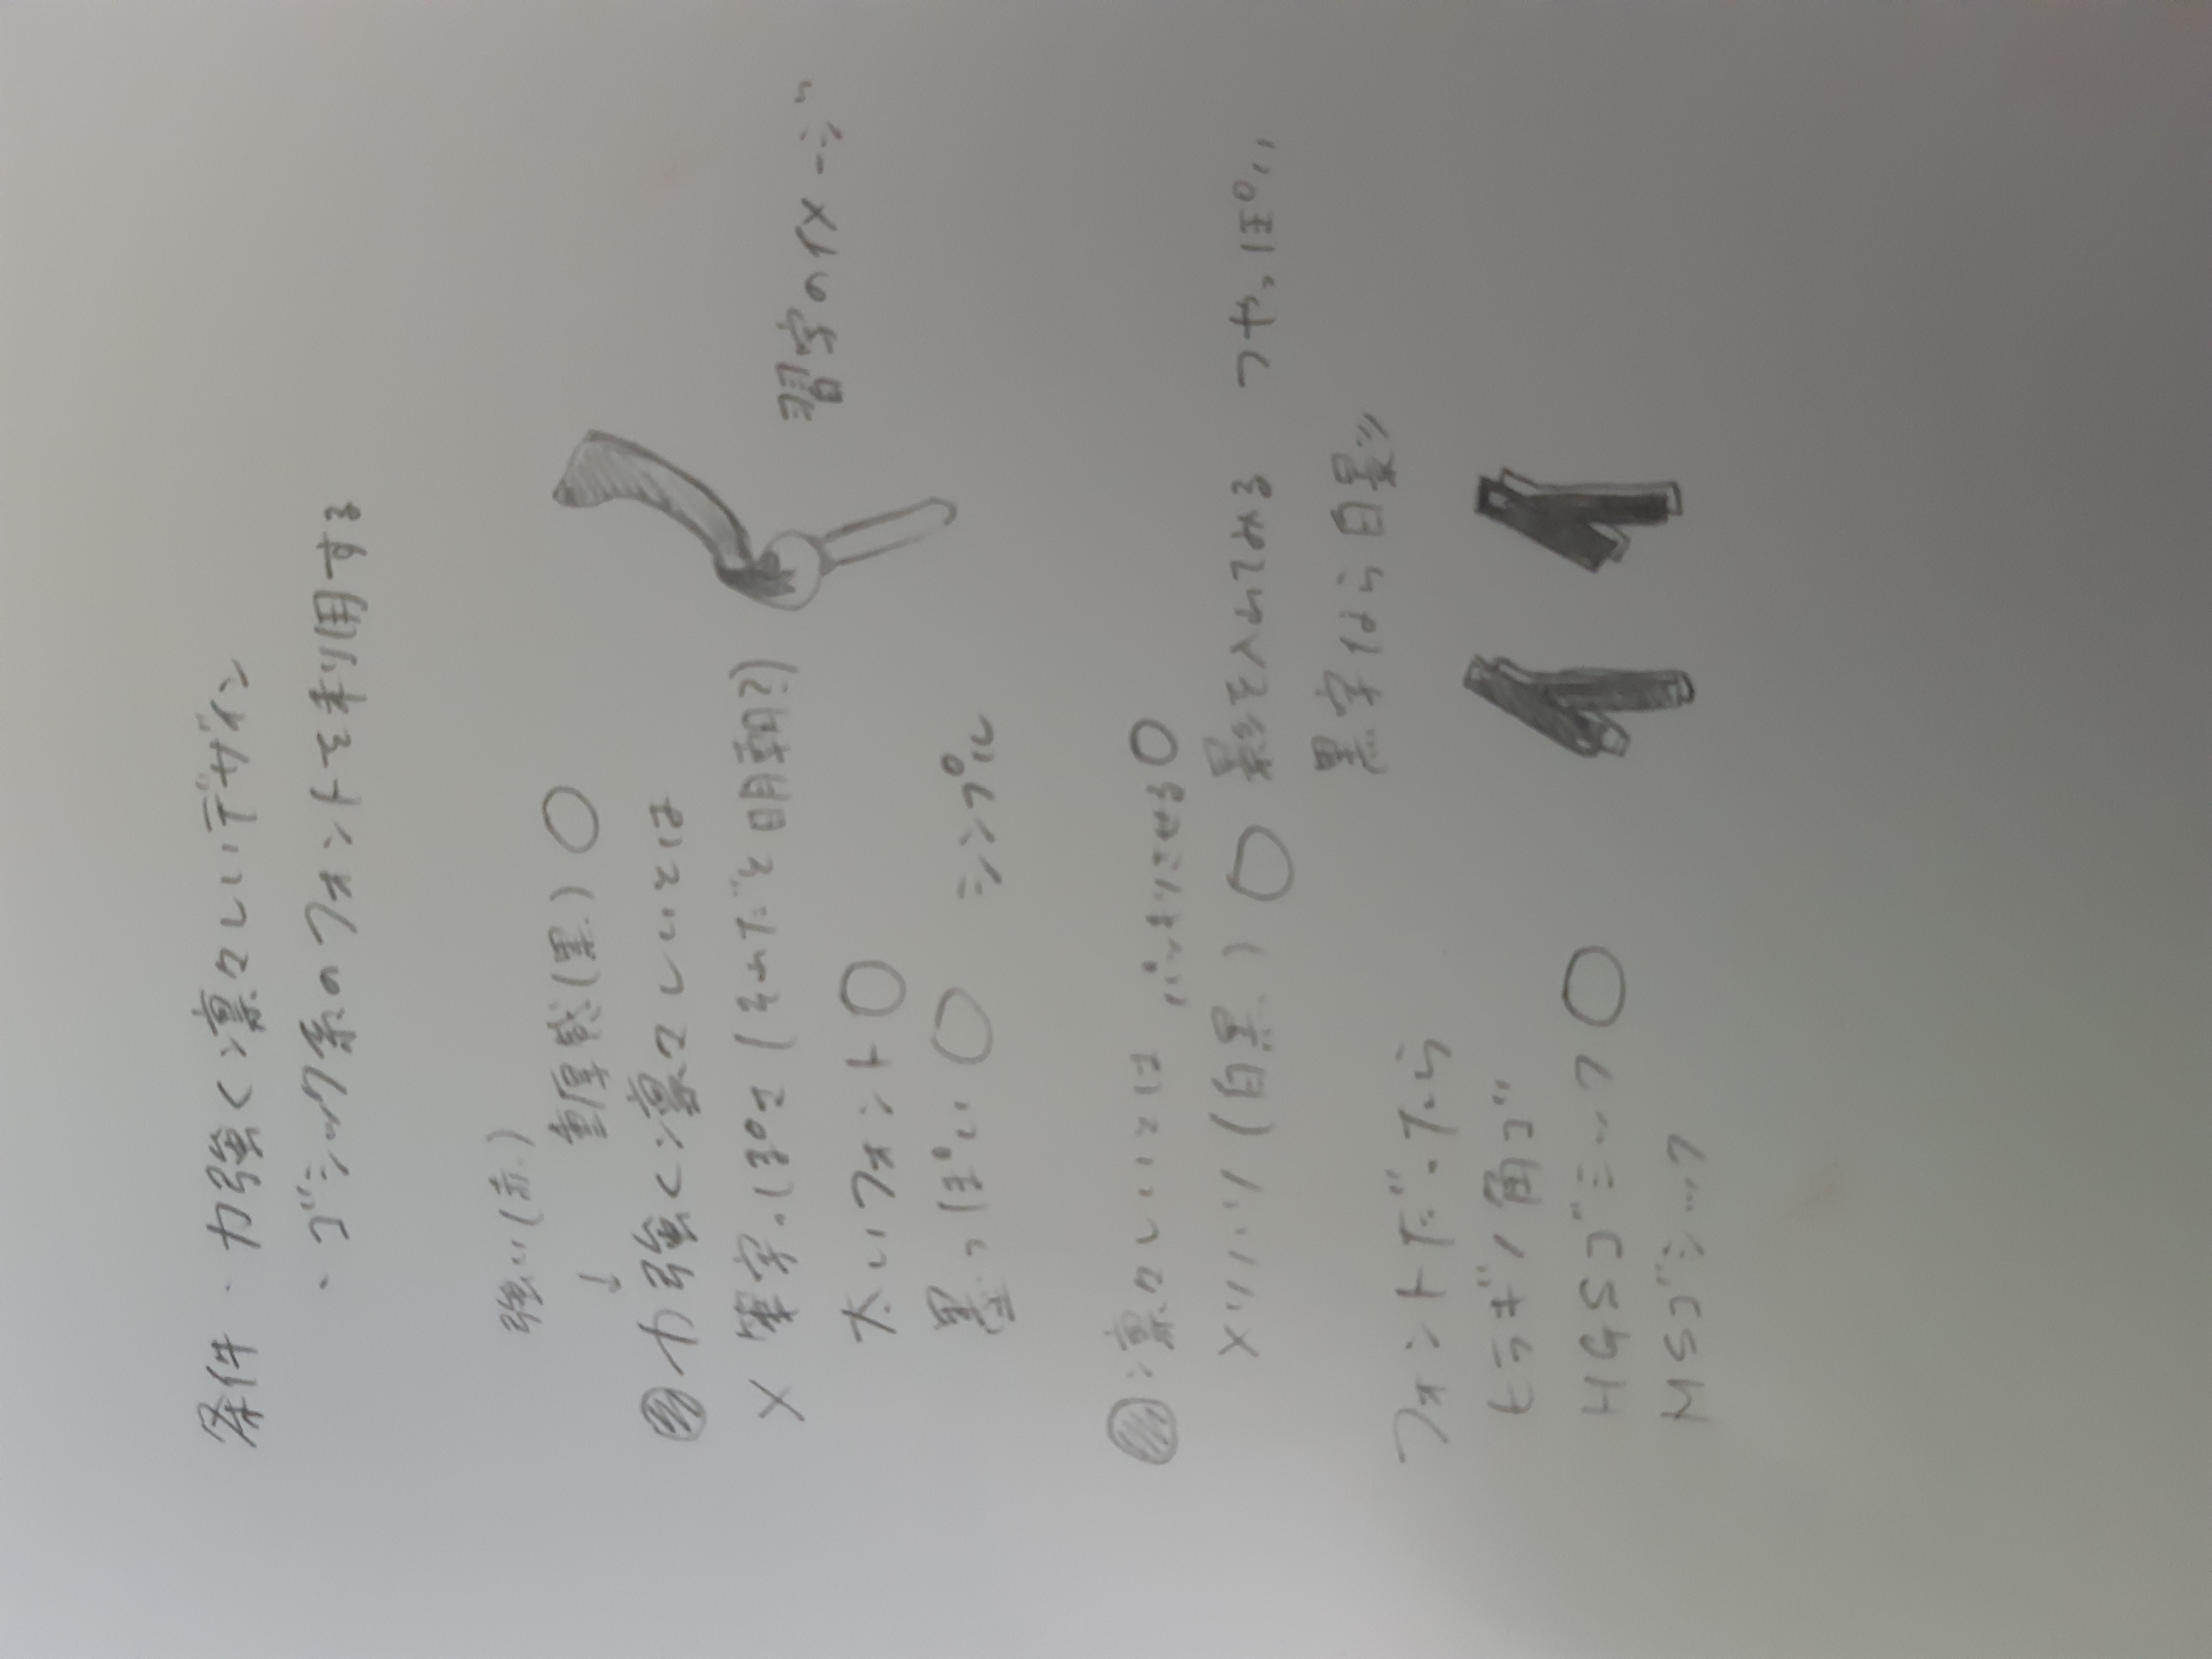 条件・力強く凛々しいデザイン
・ゴシック系のフォントを利用する
強い(赤)
↓
重厚感(黒)○
力強く凛々しいとは
× 筆字っぽさ(それだと明朝?)
習字のイメージ
太いフォント○
墨っぽい○ シンプル
凛々しいとは パッキリさせる○
メリハリ(白黒)○ 影を入れてみる つやっぽい
黒字なら白影
フォントだったら
ヒラギノ角ゴ
HGSゴシック○
MSゴシック
1 1